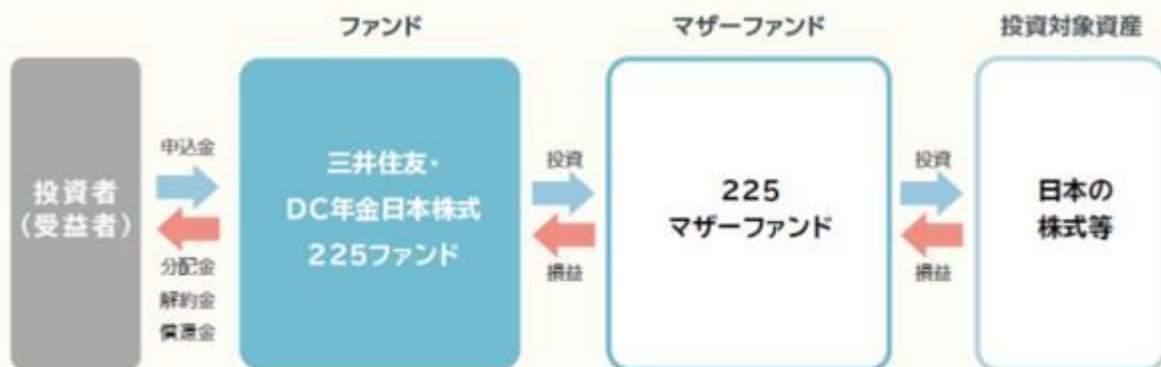 ファンド
マザーファンド
投資対象資産
投資者
(受益者)
申込金
分配金
解約金
償還金
三井住友・
DC年金日本株式
225ファンド
投資
損益
225
マザーファンド
投資
損益
日本の
株式等